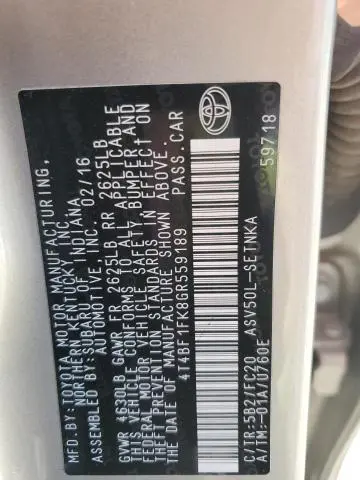 MFD. BY: TOYOTA MOTOR MANUFACTURING,
NORTHERN KENTUCKY, INC.
ASSEMBLED BY: SUBARU OF INDIANA
AUTOMOTIVE, INC. 02/16
GVWR 4630LB GAWR FR 2625LB RR 2625LB
THIS VEHICLE CONFORMS TO ALL APPLICABLE
FEDERAL MOTOR VEHICLE SAFETY, BUMPER, AND
THEFT PREVENTION STANDARDS IN EFFECT ON
THE DATE OF MANUFACTURE SHOWN ABOVE.
4T4BF1FK8GR559189 PASS. CAR
C/TR:5B2/FC20 ASV50L-SETNKA
A/TM:-01A/U760E 59718